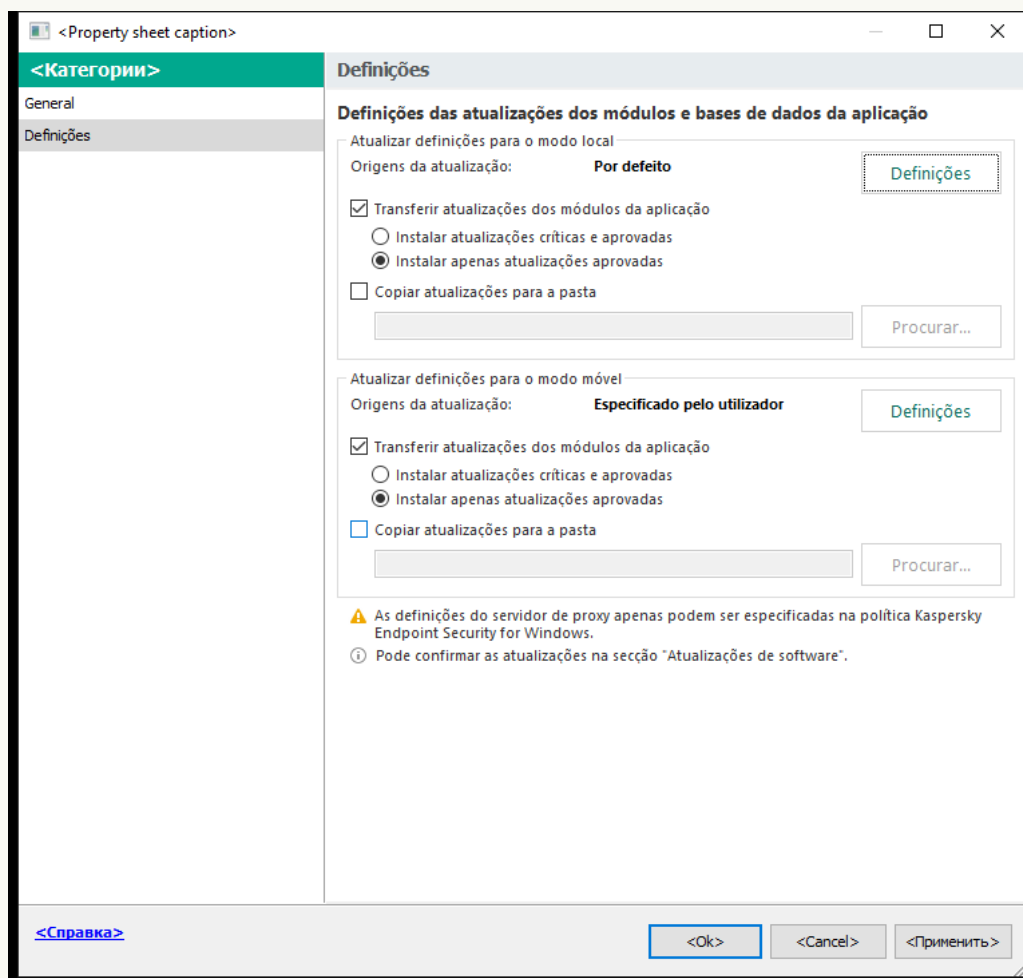 <Property sheet caption>
<Категории>
General
Definições
Definições
Definições das atualizações dos módulos e bases de dados da aplicação
Atualizar definições para o modo local
Origens da atualização: Por defeito
Definições
Transferir atualizações dos módulos da aplicação
Instalar atualizações críticas e aprovadas
Instalar apenas atualizações aprovadas
Copiar atualizações para a pasta
Procurar...
Atualizar definições para o modo móvel
Origens da atualização: Especificado pelo utilizador
Definições
Transferir atualizações dos módulos da aplicação
Instalar atualizações críticas e aprovadas
Instalar apenas atualizações aprovadas
Copiar atualizações para a pasta
Procurar...
As definições do servidor de proxy apenas podem ser especificadas na política Kaspersky
Endpoint Security for Windows.
Pode confirmar as atualizações na secção "Atualizações de software".
<Справка>
<Ok> <Cancel> <Применить>